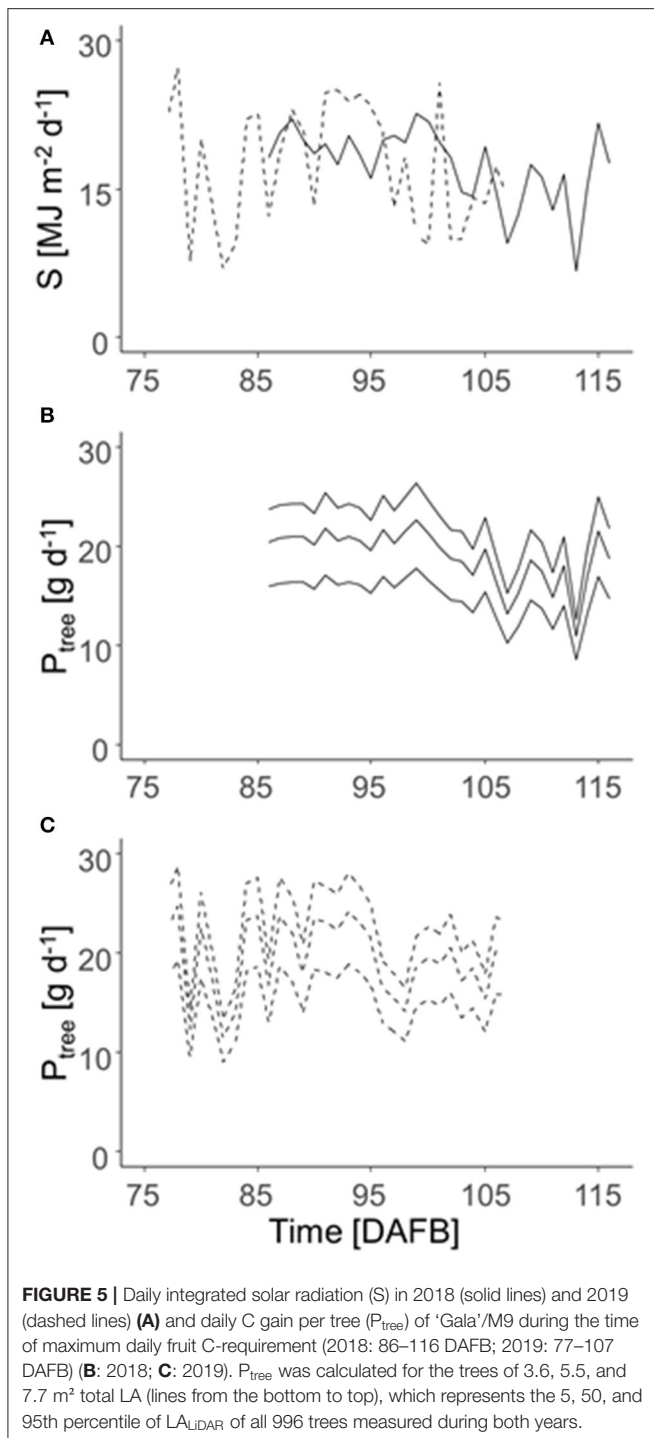 A
30
15
0
S [MJ m⁻² d⁻¹]
75 85 95 105 115
B
30
20
10
0
P_tree [g d⁻¹]
75 85 95 105 115
C
30
20
10
0
P_tree [g d⁻¹]
75 85 95 105 115
Time [DAFB]
FIGURE 5 | Daily integrated solar radiation (S) in 2018 (solid lines) and 2019
(dashed lines) (A) and daily C gain per tree (P_tree) of ‘Gala’/M9 during the time
of maximum daily fruit C-requirement (2018: 86–116 DAFB; 2019: 77–107
DAFB) (B: 2018; C: 2019). P_tree was calculated for the trees of 3.6, 5.5, and
7.7 m² total LA (lines from the bottom to top), which represents the 5, 50, and
95th percentile of LA_LiDAR of all 996 trees measured during both years.